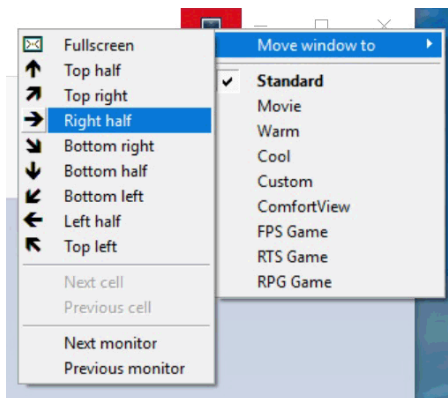 Fullscreen
Top half
Top right
Right half
Bottom right
Bottom half
Bottom left
Left half
Top left
Next cell
Previous cell
Next monitor
Previous monitor
Move window to
Standard
Movie
Warm
Cool
Custom
ComfortView
FPS Game
RTS Game
RPG Game